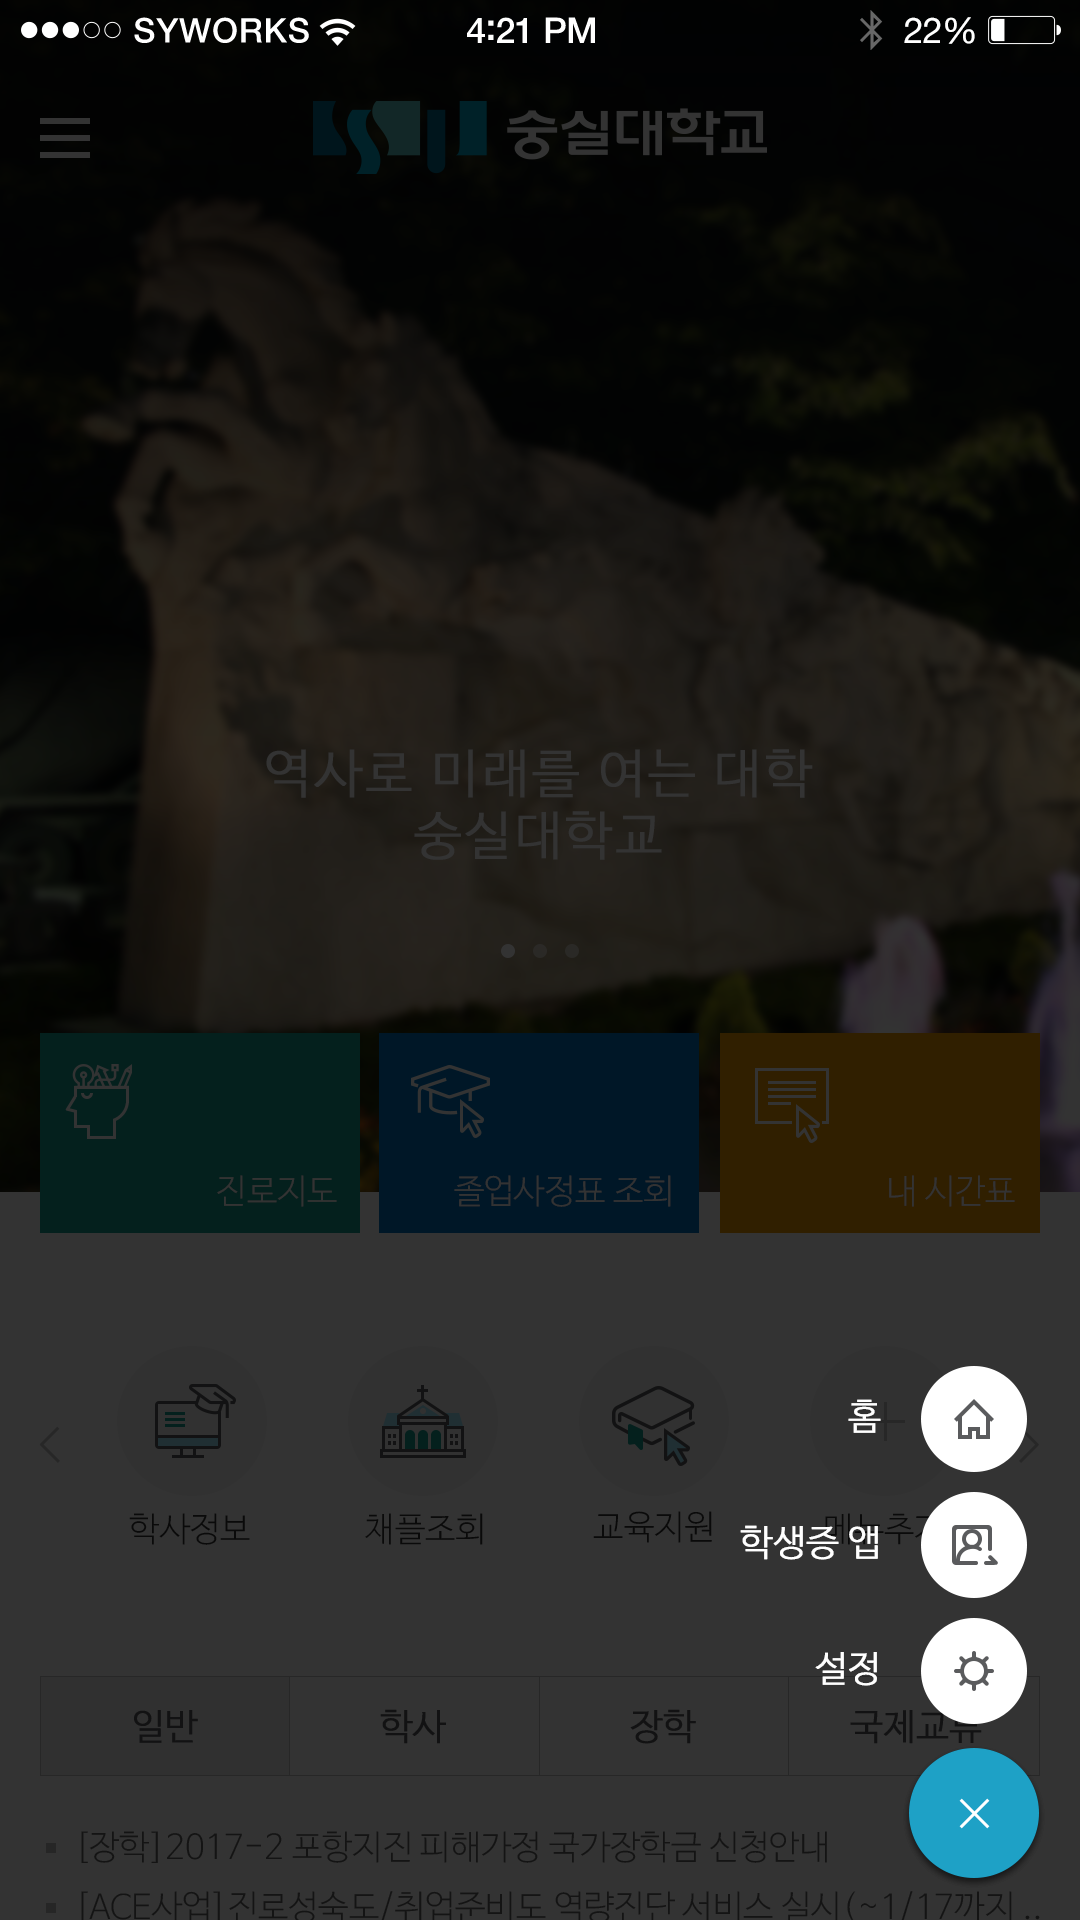 SYWORKS 4:21 PM 22%
숭실대학교
역사로 미래를 여는 대학
숭실대학교
진로지도 졸업사정표 조회 내 시간표
홈
학사정보 채플조회 교육지원
학생증 앱
설정
일반 학사 장학 국제교류
[장학]2017-2 포항지진 피해가정 국가장학금 신청안내
[ACE사업]진로성숙도/취업준비도 역량진단 서비스 실시(~1/17까지 ..